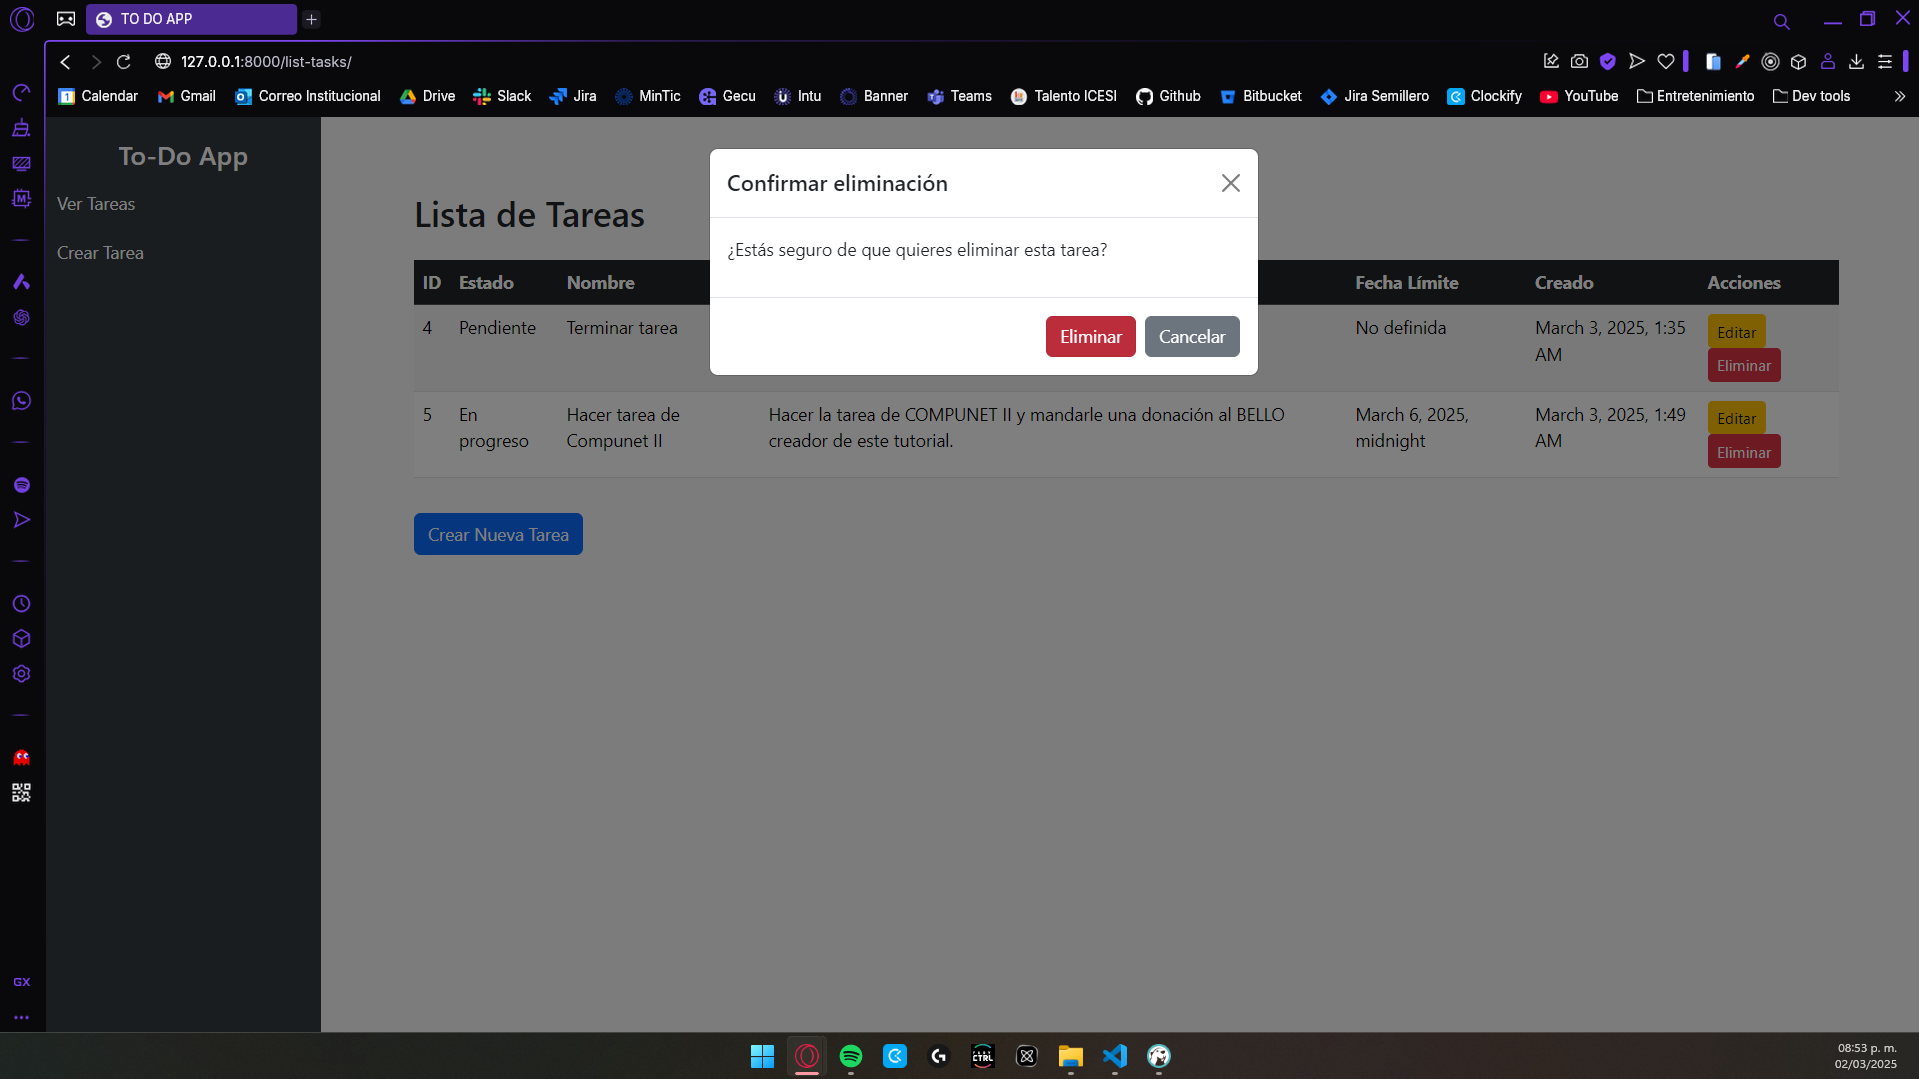 TO DO APP
127.0.0.1:8000/list-tasks/
Calendar Gmail Correo Institucional Drive Slack Jira MinTic Gecu Intu Banner Teams Talento ICESI Github Bitbucket Jira Semillero Clockify YouTube Entretenimiento Dev tools
To-Do App
Ver Tareas
Crear Tarea
Lista de Tareas
Confirmar eliminación
¿Estás seguro de que quieres eliminar esta tarea?
Eliminar Cancelar
ID Estado Nombre Fecha Límite Creado Acciones
4 Pendiente Terminar tarea No definida March 3, 2025, 1:35
AM
Editar
Eliminar
5 En
progreso
Hacer tarea de
Compunet II
Hacer la tarea de COMPUNET II y mandarle una donación al BELLO
creador de este tutorial.
March 6, 2025,
midnight
March 3, 2025, 1:49
AM
Editar
Eliminar
Crear Nueva Tarea
GX
08:53 p. m.
02/03/2025